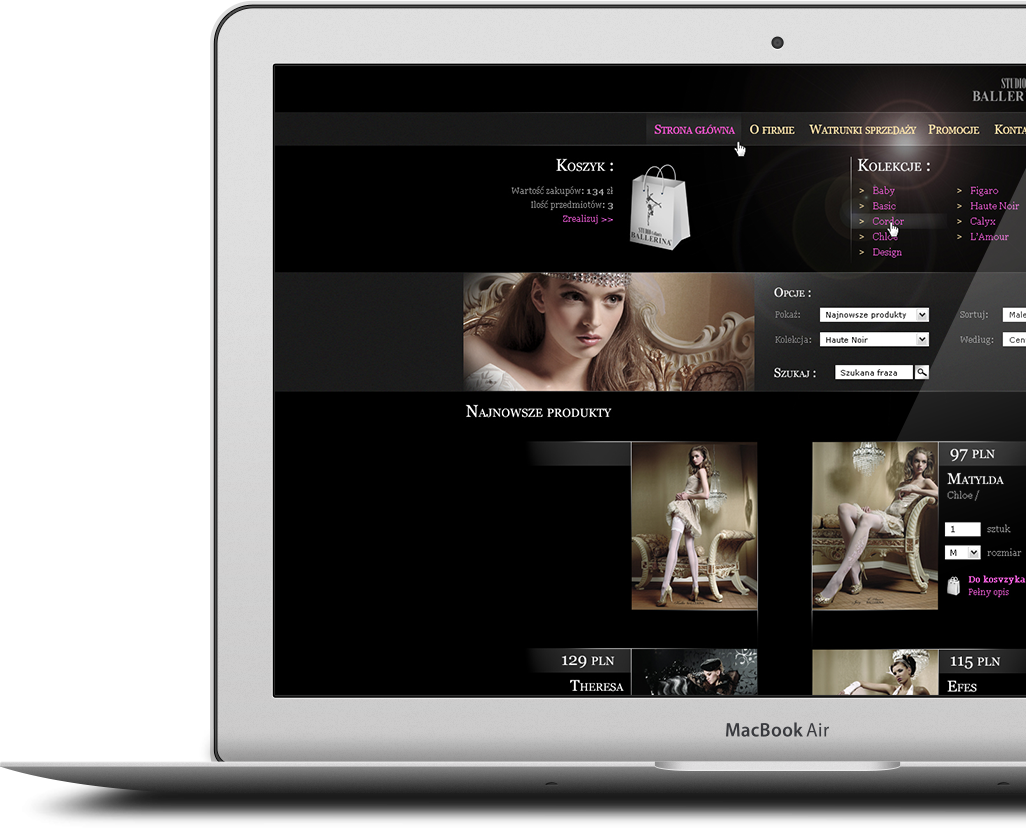 STUDIO
BALLER
Strona główna O firmie Watrunki sprzedaży Promocje Konta
Koszyk :
Wartość zakupów: 134 zł
Ilość przedmiotów: 3
Zrealizuj >>
STUDIO
BALLERINA
Kolekcje :
> Baby
> Basic
> Cordor
> Chloe
> Design
> Figaro
> Haute Noir
> Calyx
> L'Amour
Opcje :
Pokaż: Najnowsze produkty
Sortuj: Male
Kolekcja: Haute Noir
Według: Cen
Szukaj : Szukana fraza
Najnowsze produkty
97 PLN
Matylda
Chloe /
1 sztuk
M rozmiar
Do kosvzyka
Pełny opis
129 PLN
Theresa
115 PLN
Efes
MacBook Air